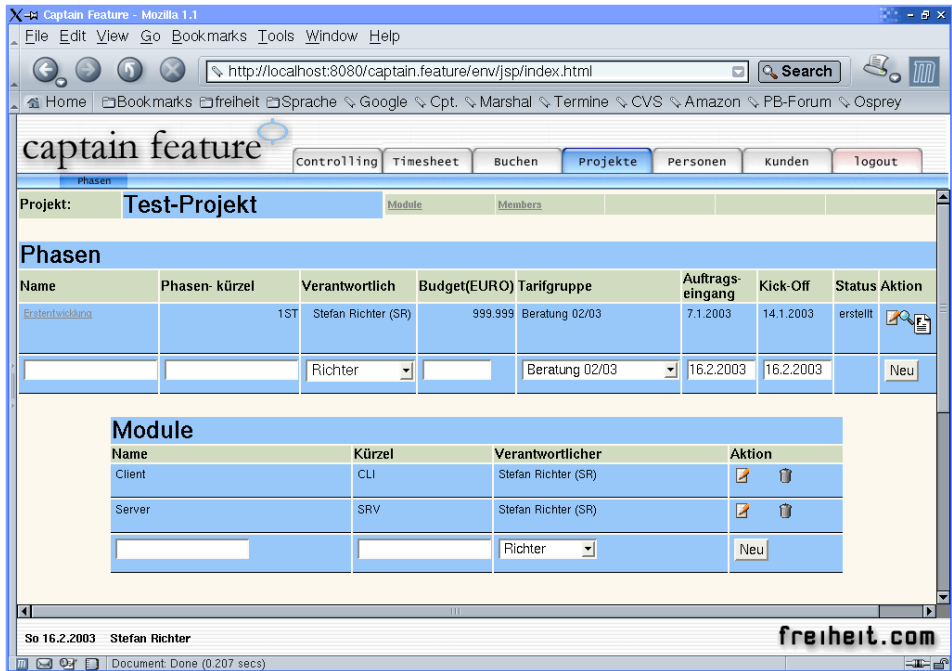 Captain Feature - Mozilla 1.1
File Edit View Go Bookmarks Tools Window Help
http://localhost:8080/captain.feature/env/jsp/index.html Search
Home Bookmarks freiheit Sprache Google Cpt. Marshal Termine CVS Amazon PB-Forum Osprey
captain feature
Controlling Timesheet Buchen Projekte Personen Kunden logout
Phasen
Projekt: Test-Projekt Module Members
Phasen
Name Phasen- kürzel Verantwortlich Budget(EURO) Tarifgruppe Auftrags-eingang Kick-Off Status Aktion
Erstentwicklung 1ST Stefan Richter (SR) 999.999 Beratung 02/03 7.1.2003 14.1.2003 erstellt
Richter Beratung 02/03 16.2.2003 16.2.2003 Neu
Module
Name Kürzel Verantwortlicher Aktion
Client CLI Stefan Richter (SR)
Server SRV Stefan Richter (SR)
Richter Neu
So 16.2.2003 Stefan Richter freiheit.com
Document: Done (0.207 secs)